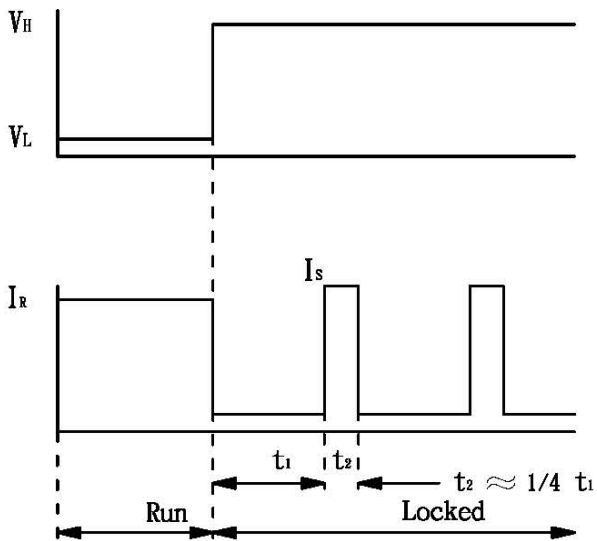 VH
VL
IS
IR
t1 t2
t2 ≈ 1/4 t1
Run Locked